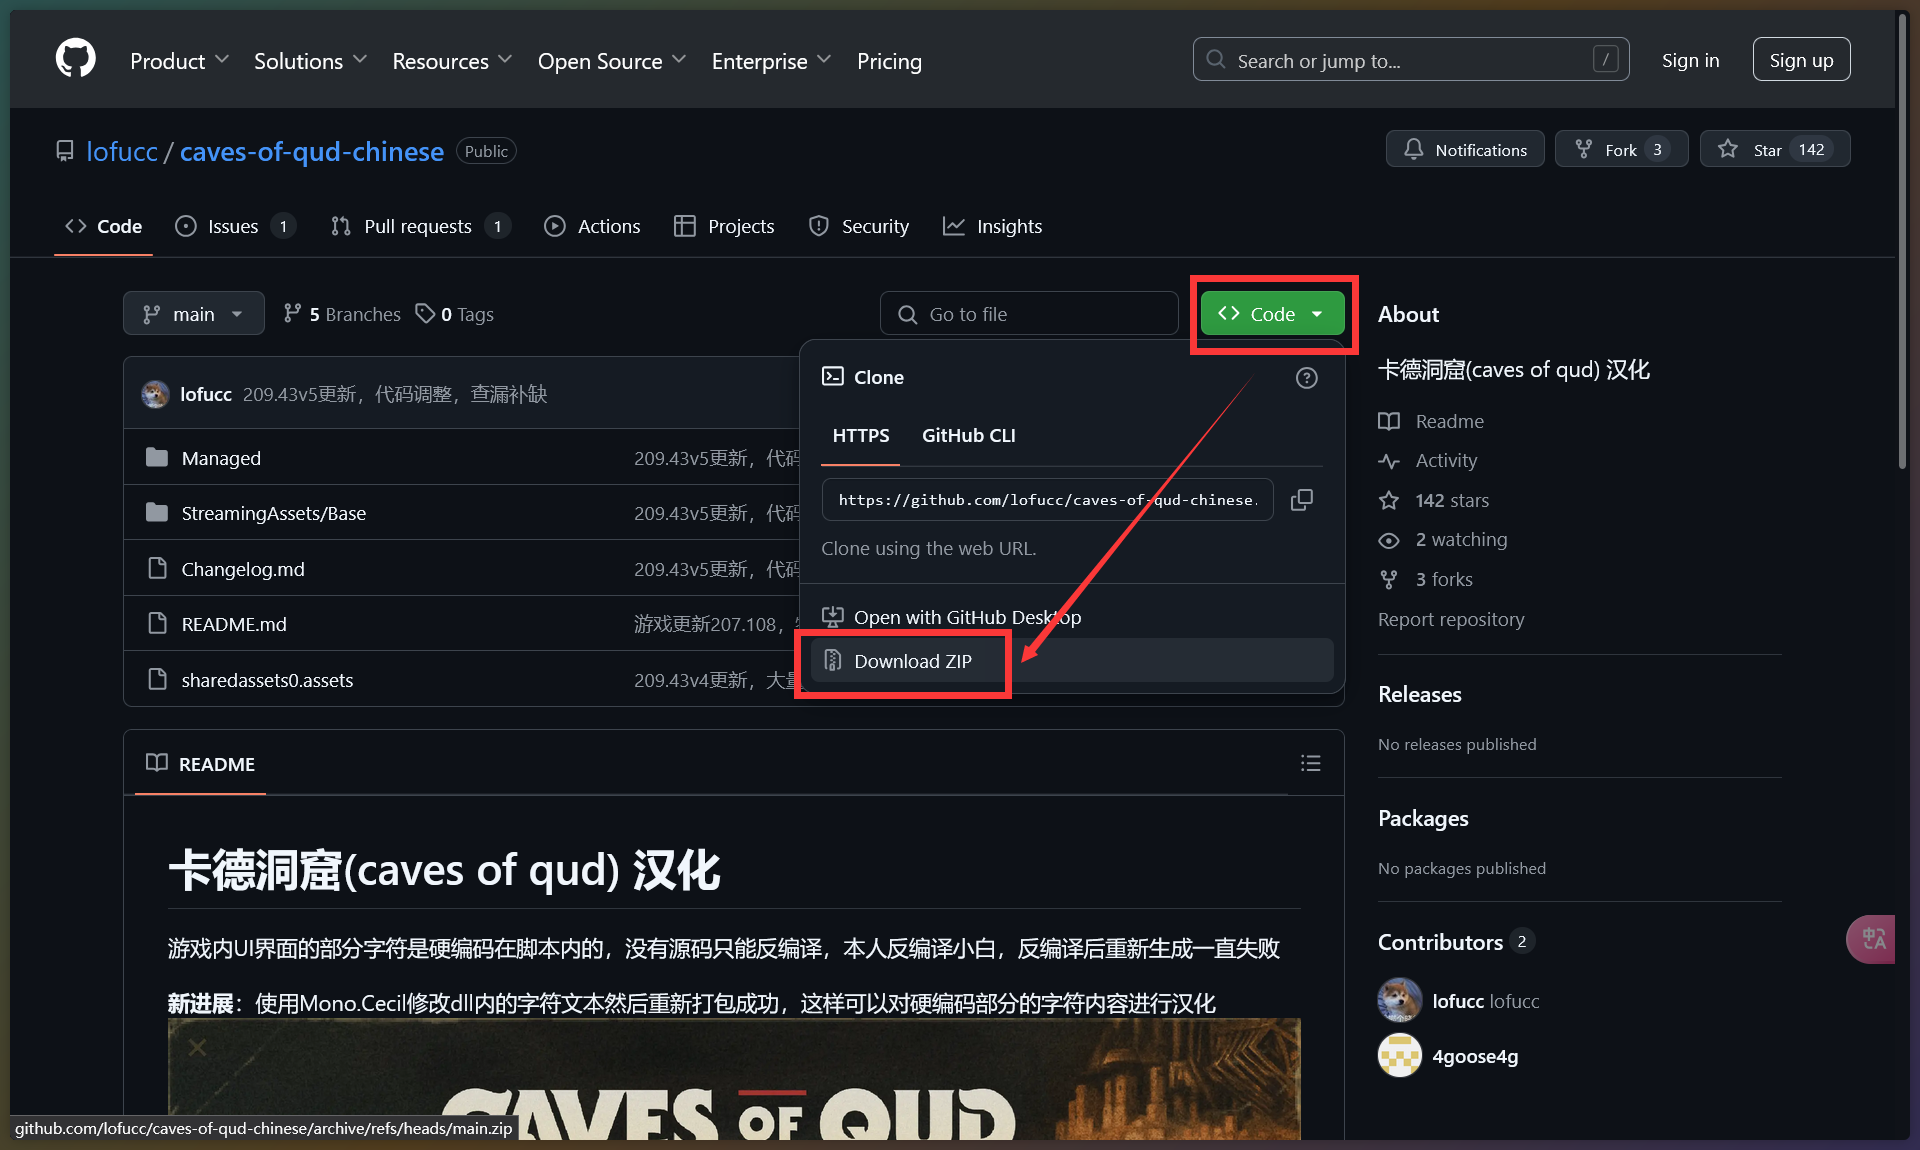 Product
Solutions
Resources
Open Source
Enterprise
Pricing
Search or jump to...
/
Sign in
Sign up
lofucc / caves-of-qud-chinese
Public
Notifications
Fork 3
Star 142
Code
Issues 1
Pull requests 1
Actions
Projects
Security
Insights
main
5 Branches
0 Tags
Go to file
Code
lofucc 209.43v5更新，代码调整，查漏补缺
Managed 209.43v5更新，代码
StreamingAssets/Base 209.43v5更新，代码
Changelog.md 209.43v5更新，代码
README.md 游戏更新207.108，
sharedassets0.assets 209.43v4更新，大量
Clone
HTTPS
GitHub CLI
https://github.com/lofucc/caves-of-qud-chinese.
Clone using the web URL.
Open with GitHub Desktop
Download ZIP
About
卡德洞窟(caves of qud) 汉化
Readme
Activity
142 stars
2 watching
3 forks
Report repository
Releases
No releases published
Packages
No packages published
Contributors 2
lofucc lofucc
4goose4g
README
卡德洞窟(caves of qud) 汉化
游戏内UI界面的部分字符是硬编码在脚本内的，没有源码只能反编译，本人反编译小白，反编译后重新生成一直失败
新进展：使用Mono.Cecil修改dll内的字符文本然后重新打包成功，这样可以对硬编码部分的字符内容进行汉化
CAVES OF QUD
中A
github.com/lofucc/caves-of-qud-chinese/archive/refs/heads/main.zip